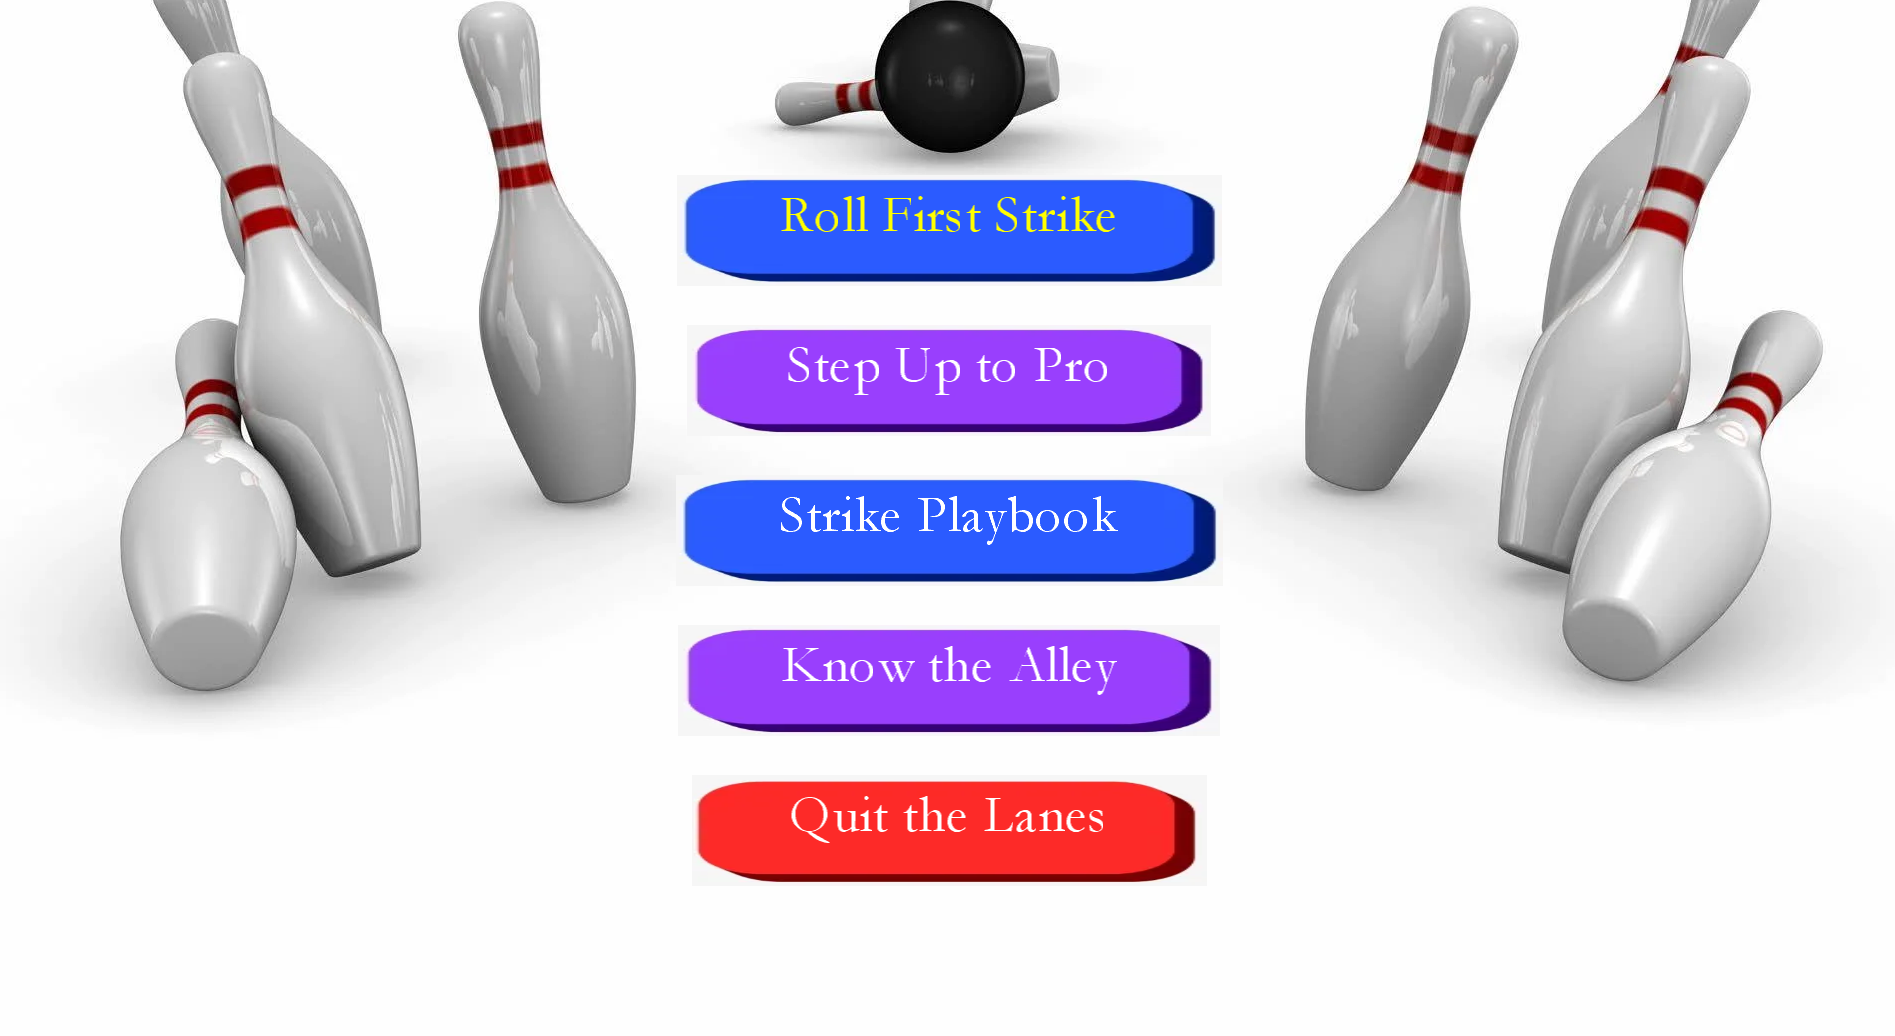 Roll First Strike
Step Up to Pro
Strike Playbook
Know the Alley
Quit the Lanes